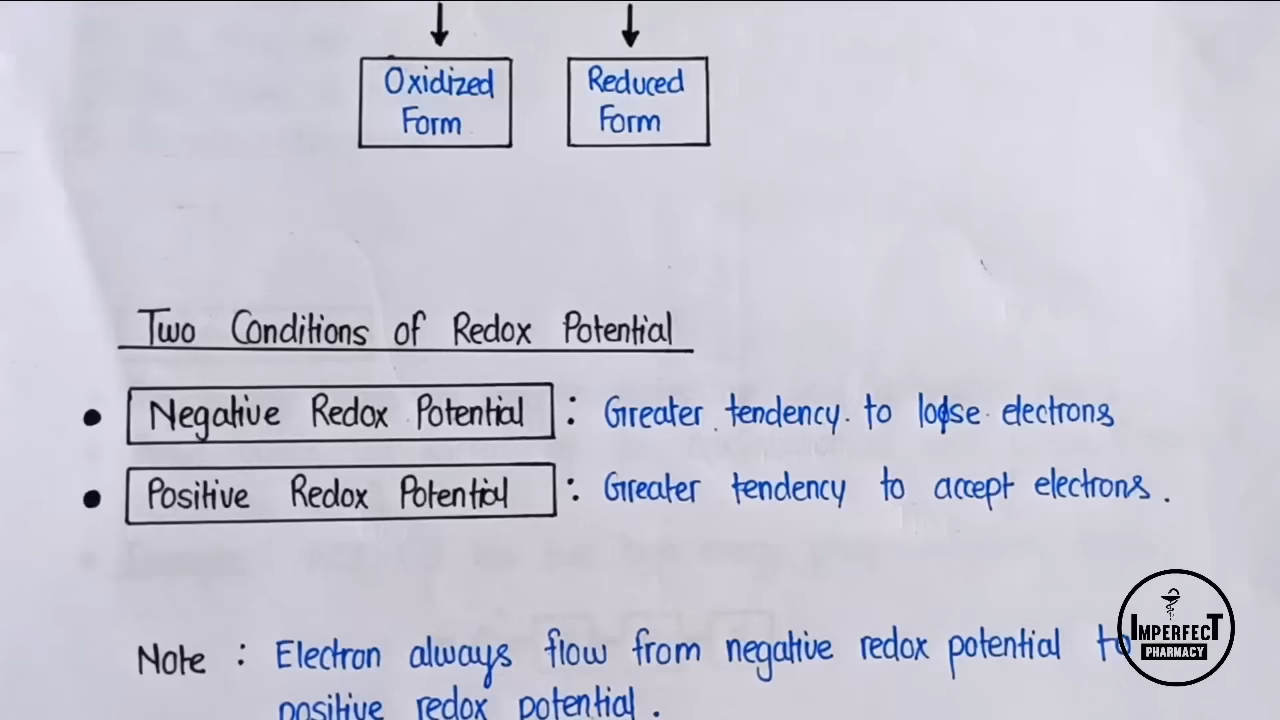 Oxidized Form
Reduced Form
Two Conditions of Redox Potential
• Negative Redox Potential : Greater tendency to lose electrons
• Positive Redox Potential : Greater tendency to accept electrons.
Note : Electron always flow from negative redox potential to
positive redox potential.
IMPERFECT
PHARMACY